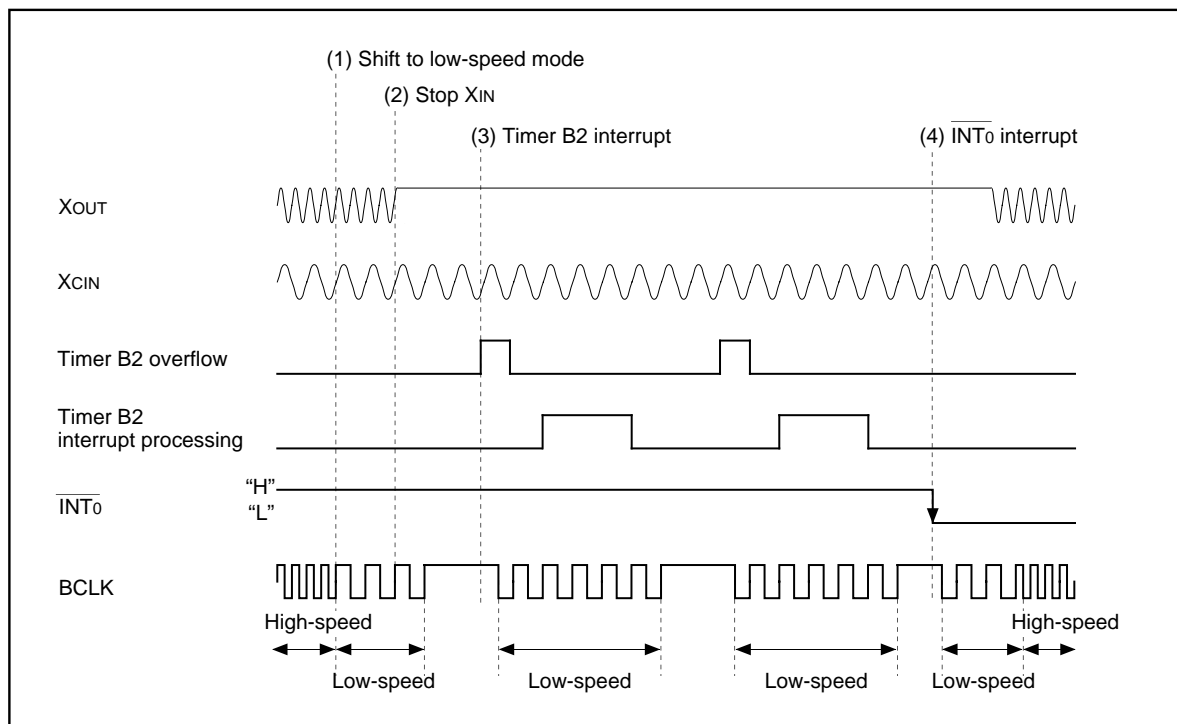 (1) Shift to low-speed mode
(2) Stop XIN
(3) Timer B2 interrupt
(4) INT0 interrupt
XOUT
XCIN
Timer B2 overflow
Timer B2
interrupt processing
“H”
INT0
“L”
BCLK
High-speed
High-speed
Low-speed
Low-speed
Low-speed
Low-speed